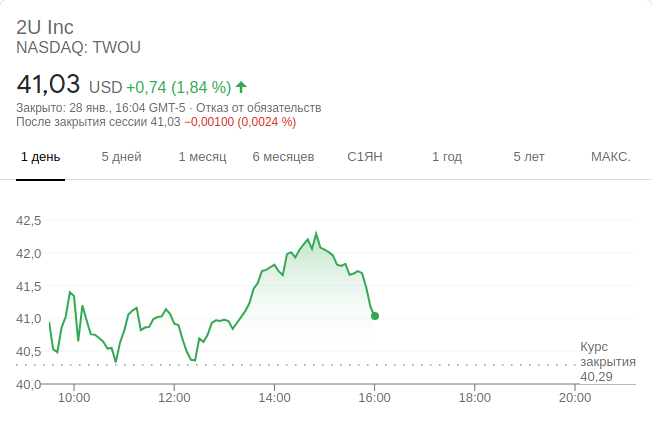 2U Inc
NASDAQ: TWOU
41,03 USD +0,74 (1,84 %)
Закрыто: 28 янв., 16:04 GMT-5 · Отказ от обязательств
После закрытия сессии 41,03 −0,00100 (0,0024 %)
1 день 5 дней 1 месяц 6 месяцев С1ЯН 1 год 5 лет МАКС.
42,5
42,0
41,5
41,0
40,5
40,0
Курс
закрытия
40,29
10:00 12:00 14:00 16:00 18:00 20:00